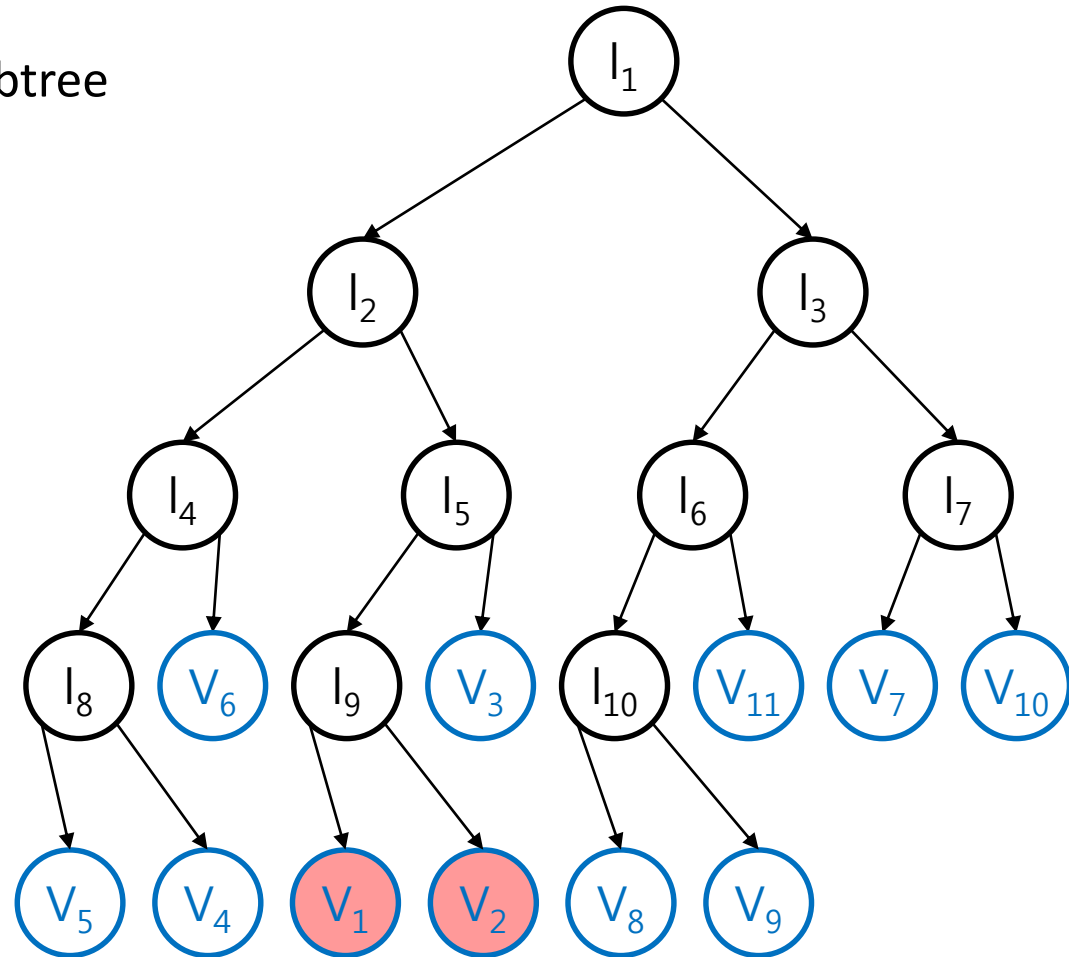 btree
I₁
I₂ I₃
I₄ I₅ I₆ I₇
I₈ V₆ I₉ V₃ I₁₀ V₁₁ V₇ V₁₀
V₅ V₄ V₁ V₂ V₈ V₉